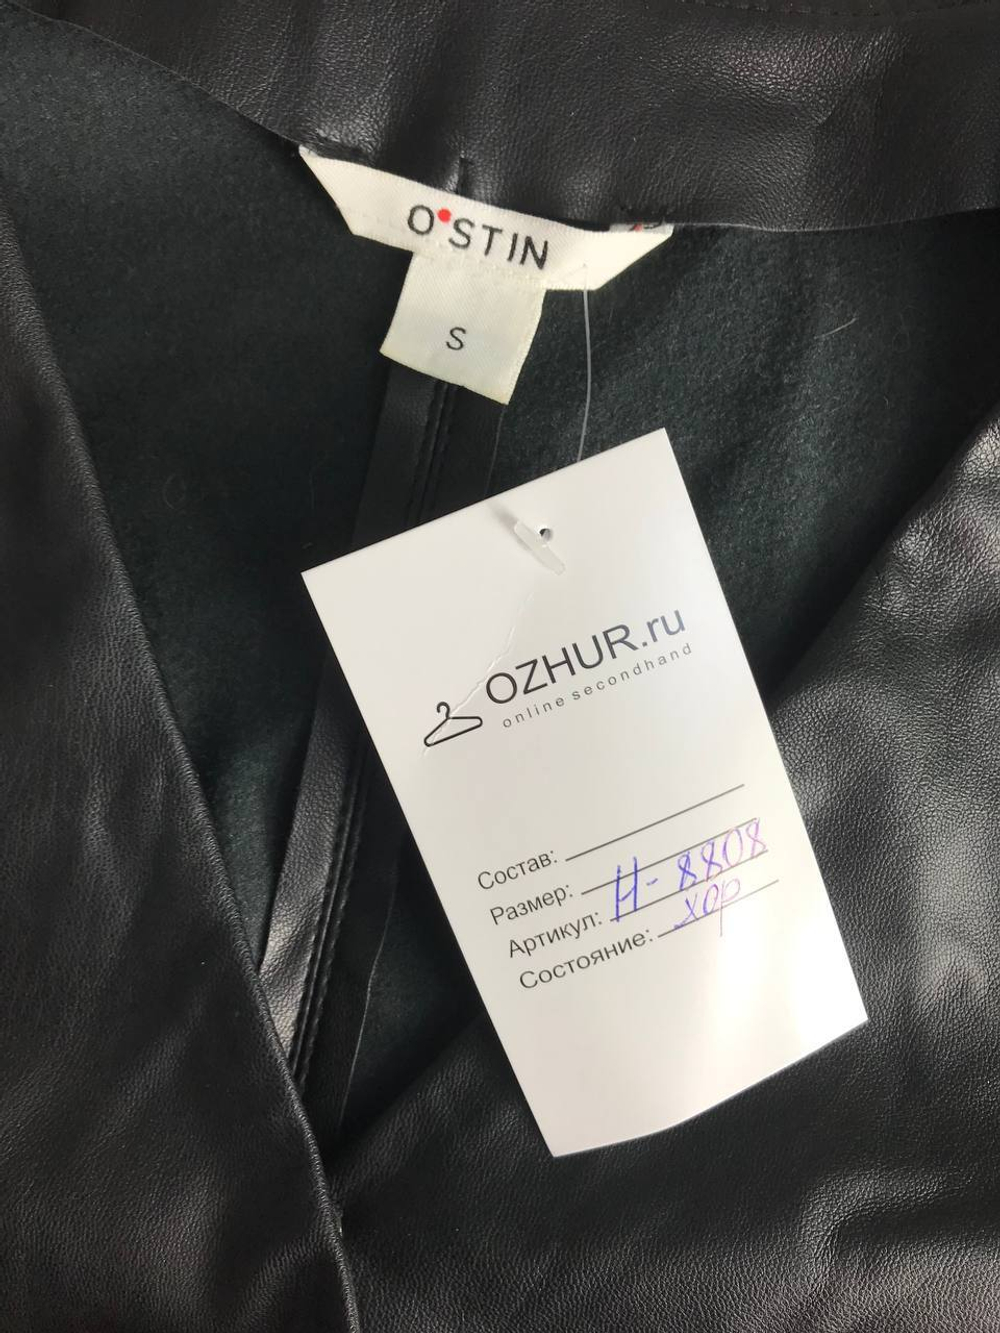 O'STIN
S
OZHUR.ru
online secondhand
Состав:
Размер:
Артикул: Н-8808
Состояние: хор